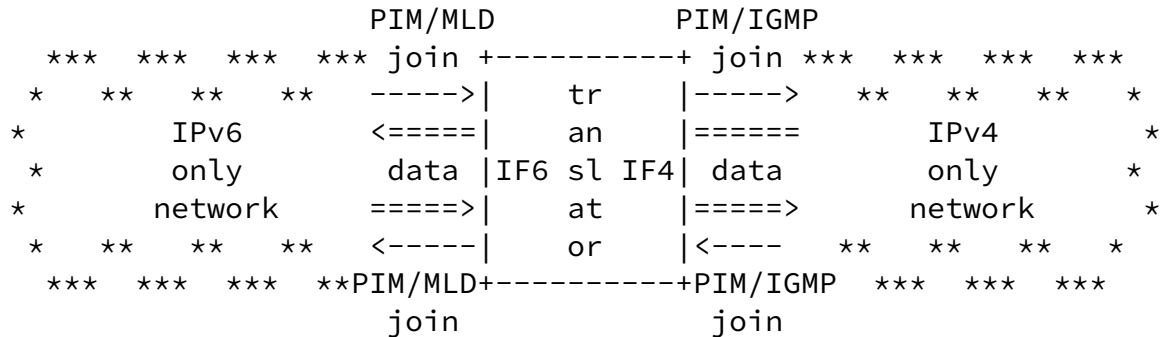 PIM/MLD          PIM/IGMP
  ***  ***  ***  *** join +----------+ join ***  ***  ***  ***
 *   **   **   **   ----->|    tr    |----->   **   **   **   *
*        IPv6       <=====|    an    |======       IPv4        *
 *       only        data |IF6 sl IF4| data        only       *
*       network     =====>|    at    |=====>      network      *
 *   **   **   **   <-----|    or    |<----   **   **   **   *
  ***  ***  ***  **PIM/MLD+----------+PIM/IGMP  ***  ***  ***
                     join              join